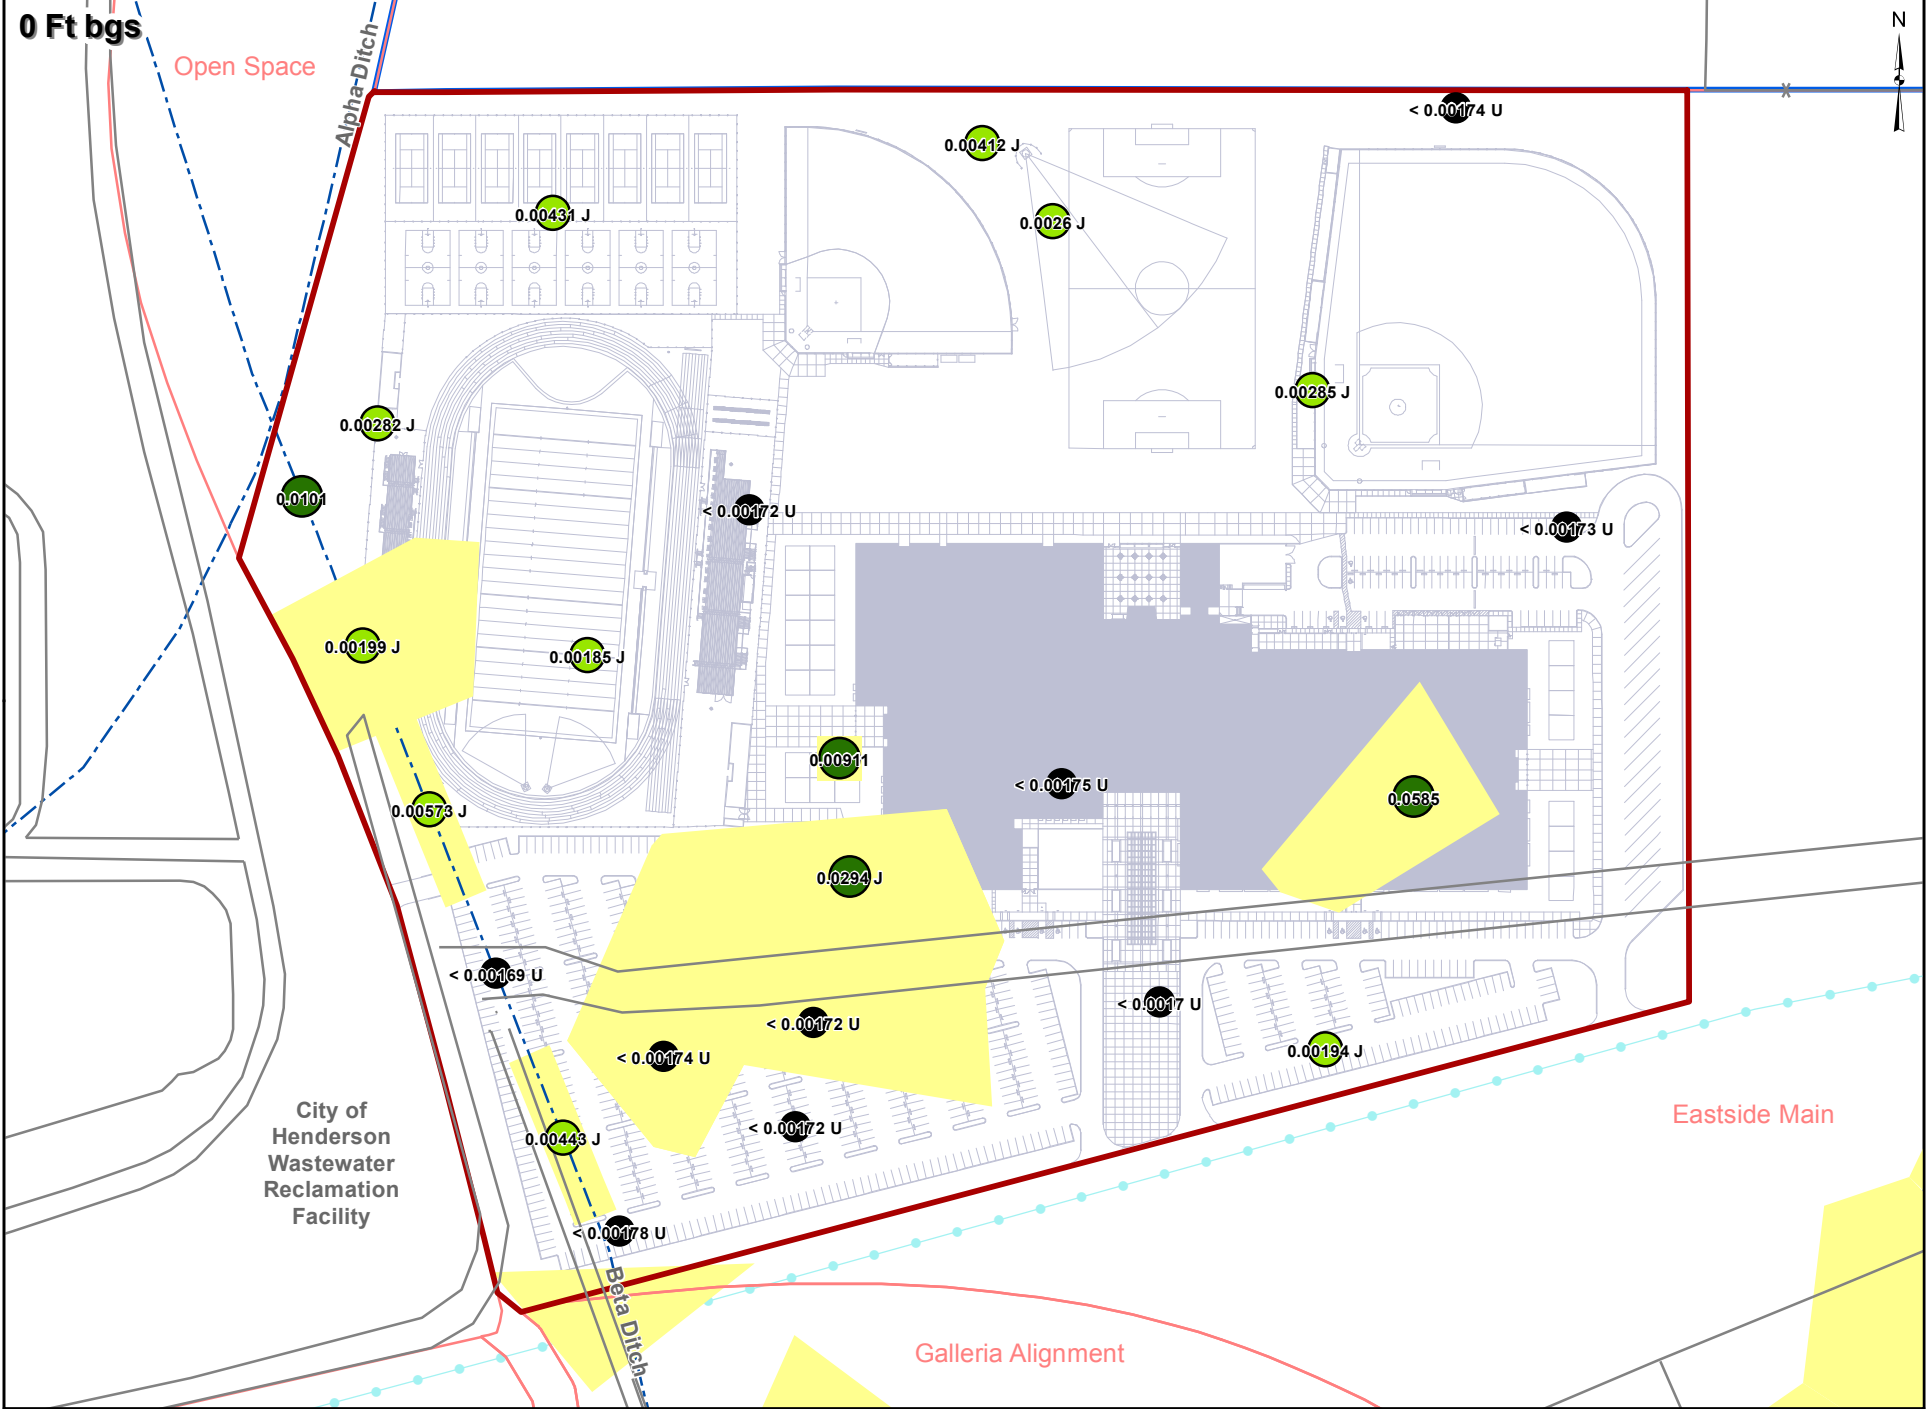 0 Ft bgs
N
Open Space
Alpha Ditch
< 0.00174 U
0.00412 J
0.00431 J
0.0026 J
0.00285 J
0.00282 J
0.0101
< 0.00172 U
< 0.00173 U
0.00199 J
0.00185 J
0.00911
< 0.00175 U
0.0585
0.00573 J
0.0294 J
< 0.00169 U
< 0.0017 U
< 0.00172 U
< 0.00174 U
0.00194 J
City of
Henderson
Wastewater
Reclamation
Facility
Eastside Main
< 0.00172 U
0.00443 J
< 0.00178 U
Beta Ditch
Galleria Alignment